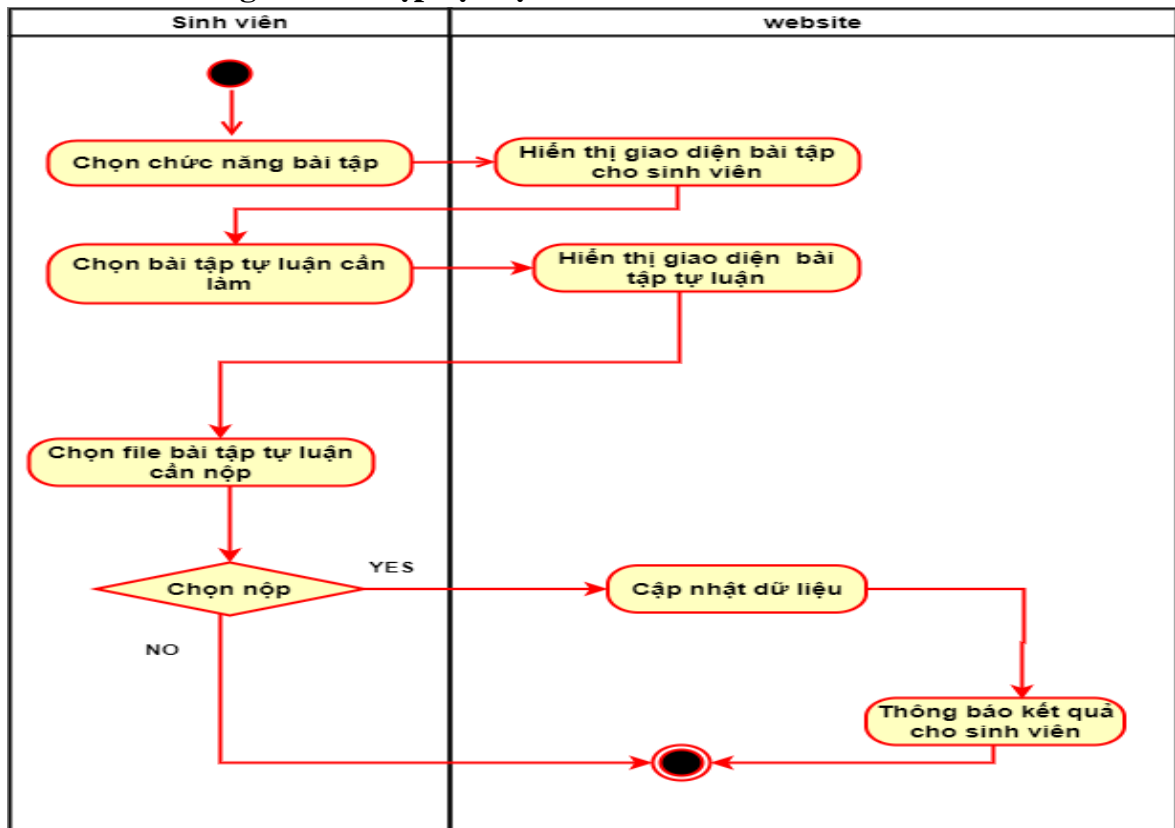 Sinh viên
website
Chọn chức năng bài tập
Hiển thị giao diện bài tập
cho sinh viên
Chọn bài tập tự luận cần
làm
Hiển thị giao diện bài
tập tự luận
Chọn file bài tập tự luận
cần nộp
Chọn nộp
YES
Cập nhật dữ liệu
NO
Thông báo kết quả
cho sinh viên